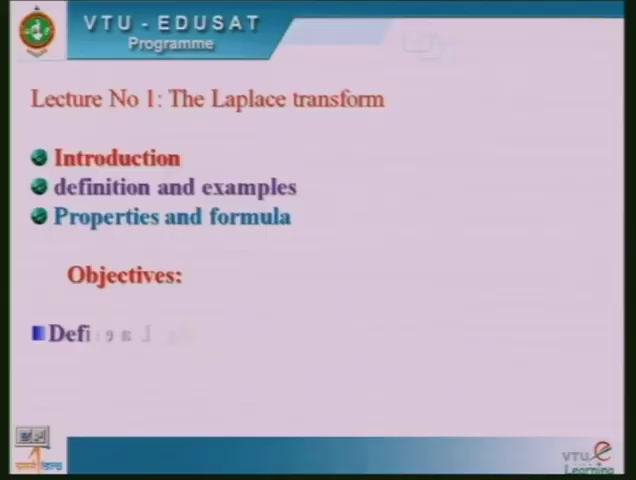 VTU - EDUSAT
Programme
Lecture No 1: The Laplace transform
Introduction
definition and examples
Properties and formula
Objectives:
VTU
Learning